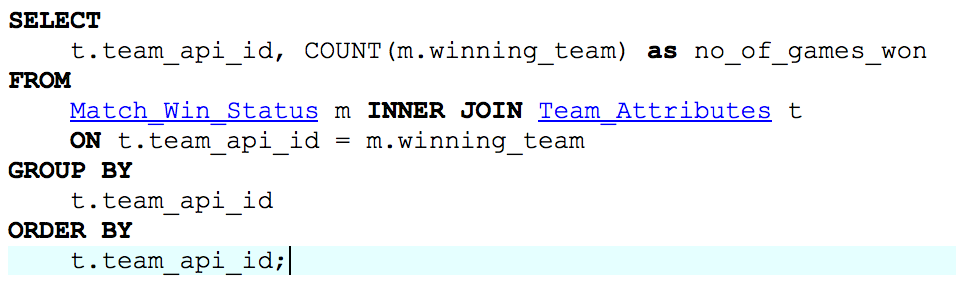 SELECT
t.team_api_id, COUNT(m.winning_team) as no_of_games_won
FROM
Match_Win_Status m INNER JOIN Team_Attributes t
ON t.team_api_id = m.winning_team
GROUP BY
t.team_api_id
ORDER BY
t.team_api_id;